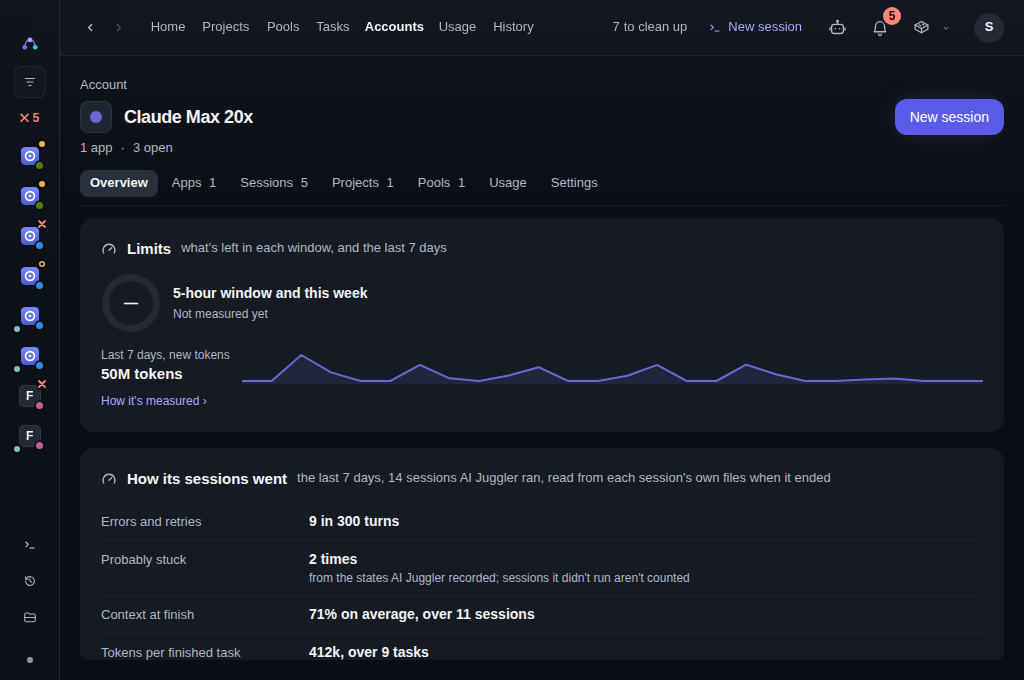 Home Projects Pools Tasks Accounts Usage History 7 to clean up New session 5 S
5
F
F
Account
Claude Max 20x
New session
1 app · 3 open
Overview Apps 1 Sessions 5 Projects 1 Pools 1 Usage Settings
Limits what's left in each window, and the last 7 days
—
5-hour window and this week
Not measured yet
Last 7 days, new tokens
50M tokens
How it's measured ›
How its sessions went the last 7 days, 14 sessions AI Juggler ran, read from each session's own files when it ended
Errors and retries 9 in 300 turns
Probably stuck 2 times
from the states AI Juggler recorded; sessions it didn't run aren't counted
Context at finish 71% on average, over 11 sessions
Tokens per finished task 412k, over 9 tasks